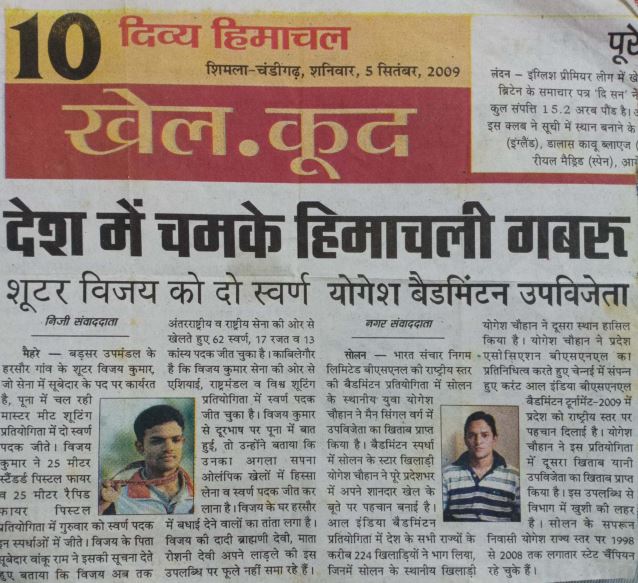 10
दिव्य हिमाचल
शिमला-चंडीगढ़, शनिवार, 5 सितंबर, 2009
खेल.कूद
पूरे
लंदन – इंग्लिश प्रीमियर लीग में खे
ब्रिटेन के समाचार पत्र 'दि सन' ने
कुल संपत्ति 15.2 अरब पौंड है।
इस क्लब ने सूची में स्थान बनाने के
(इंग्लैंड), डालास काबू ब्लाएज
रीयल मैड्रिड (स्पेन), आर
देश में चमके हिमाचली गबरू
शूटर विजय को दो स्वर्ण
निजी संवाददाता
मैहरे – बड़सर उपमंडल के
हरसौर गांव के शूटर विजय कुमार,
जो सेना में सूबेदार के पद पर कार्यरत
है, पूना में चल रही
मास्टर मीट शूटिंग
प्रतियोगिता में दो स्वर्ण
पदक जीते। विजय
कुमार ने 25 मीटर
स्टैंडर्ड पिस्टल फायर
व 25 मीटर रैपिड
फायर पिस्टल
प्रतियोगिता में गुरुवार को स्वर्ण पदक
इन स्पर्धाओं में जीते। विजय के पिता
सूबेदार वांकू राम ने इसकी सूचना देते
हुए बताया कि विजय अब तक
अंतरराष्ट्रीय व राष्ट्रीय सेना की ओर से
खेलते हुए 62 स्वर्ण, 17 रजत व 13
कांस्य पदक जीत चुका है। काबिलेगौर
है कि विजय कुमार सेना की ओर से
एशियाई, राष्ट्रमंडल व विश्व शूटिंग
प्रतियोगिता में स्वर्ण पदक
जीत चुका है। विजय कुमार
से दूरभाष पर पूना में बात
हुई, तो उन्होंने बताया कि
उनका अगला सपना
ओलंपिक खेलों में हिस्सा
लेना व स्वर्ण पदक जीत कर
लाना है। विजय के घर हरसौर
में बधाई देने वालों का तांता लगा है।
विजय की दादी ब्राह्मणी देवी, माता
रोशनी देवी अपने लाडले की इस
उपलब्धि पर फूले नहीं समा रहे हैं।
योगेश बैडमिंटन उपविजेता
नगर संवाददाता
सोलन – भारत संचार निगम
लिमिटेड बीएसएनल को राष्ट्रीय स्तर
की बैडमिंटन प्रतियोगिता में सोलन
के स्थानीय युवा योगेश
चौहान ने मैन सिंगल वर्ग में
उपविजेता का खिताब प्राप्त
किया है। बैडमिंटन स्पर्धा
में सोलन के स्टार खिलाड़ी
योगेश चौहान ने पूरे प्रदेशभर
में अपने शानदार खेल के
बूते पर पहचान बनाई है।
आल इंडिया बैडमिंटन
प्रतियोगिता में देश के सभी राज्यों के
करीब 224 खिलाड़ियों ने भाग लिया,
जिनमें सोलन के स्थानीय खिलाड़ी
योगेश चौहान ने दूसरा स्थान हासिल
किया है। योगेश चौहान ने प्रदेश
एसोसिएशन बीएसएनएल का
प्रतिनिधित्व करते हुए चेन्नई में संपन्न
हुए करंट आल इंडिया बीएसएनएल
बैडमिंटन टूर्नामेंट-2009 में
प्रदेश को राष्ट्रीय स्तर पर
पहचान दिलाई है। योगेश
चौहान ने इस प्रतियोगिता
में दूसरा खिताब यानी
उपविजेता का खिताब प्राप्त
किया है। इस उपलब्धि से
विभाग में खुशी की लहर
है। सोलन के सपरून
निवासी योगेश राज्य स्तर पर 1998
से 2008 तक लगातार स्टेट चैंपियन
रहे चुके हैं।